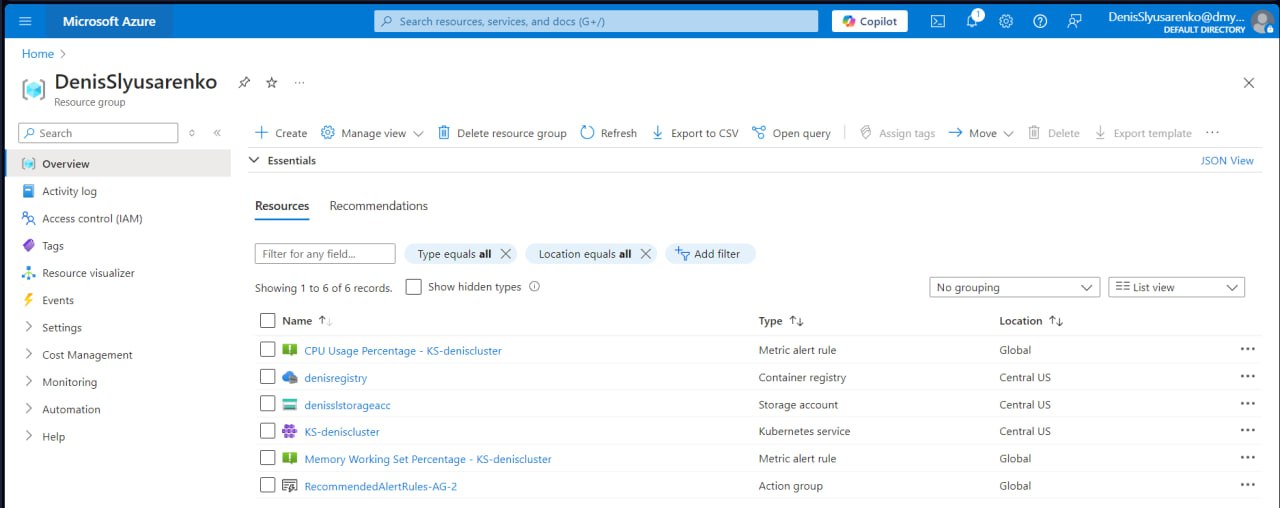 Microsoft Azure
Search resources, services, and docs (G+/)
Copilot
1
DenisSlyusarenko@dmy...
DEFAULT DIRECTORY
Home
DenisSlyusarenko
Resource group
Search
Create
Manage view
Delete resource group
Refresh
Export to CSV
Open query
Assign tags
Move
Delete
Export template
Overview
Activity log
Access control (IAM)
Tags
Resource visualizer
Events
Settings
Cost Management
Monitoring
Automation
Help
Essentials
JSON View
Resources Recommendations
Filter for any field...
Type equals all
Location equals all
Add filter
Showing 1 to 6 of 6 records.
Show hidden types
No grouping
List view
Name Type Location
CPU Usage Percentage - KS-deniscluster Metric alert rule Global
denisregistry Container registry Central US
denisslstorageacc Storage account Central US
KS-deniscluster Kubernetes service Central US
Memory Working Set Percentage - KS-deniscluster Metric alert rule Global
RecommendedAlertRules-AG-2 Action group Global